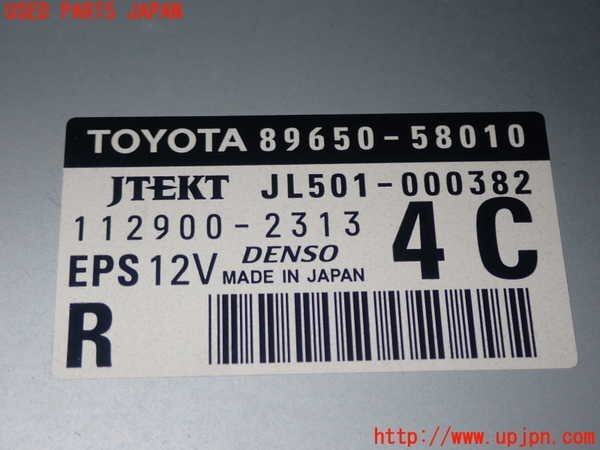 USED PARTS JAPAN
TOYOTA 89650-58010
JTEKT JL501-000382
112900-2313
EPS 12V DENSO 4C
MADE IN JAPAN
R
http://www.upjpn.com/